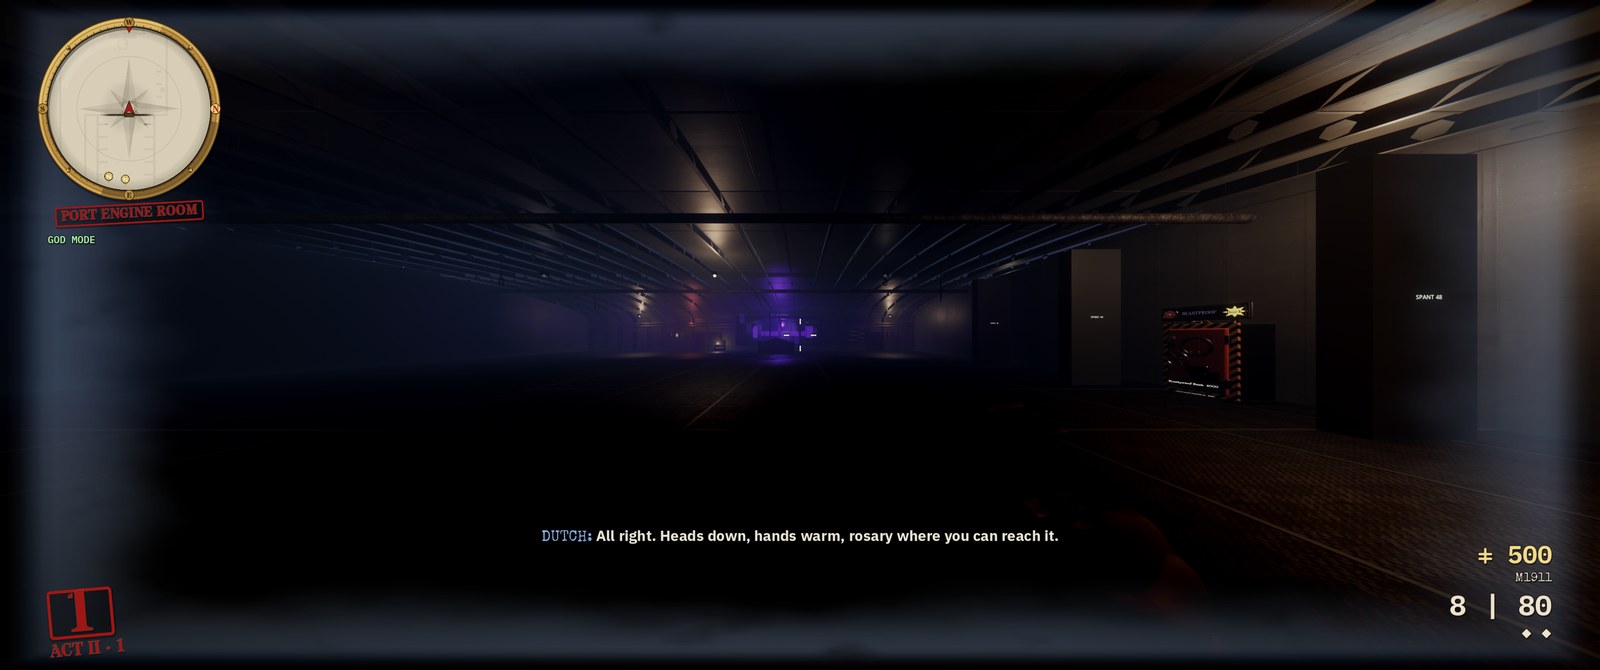 W
N
E
PORT ENGINE ROOM
GOD MODE
SPANT 48
BLASTPROOF
DUTCH: All right. Heads down, hands warm, rosary where you can reach it.
500
M1911
8 | 80
1
ACT II - 1